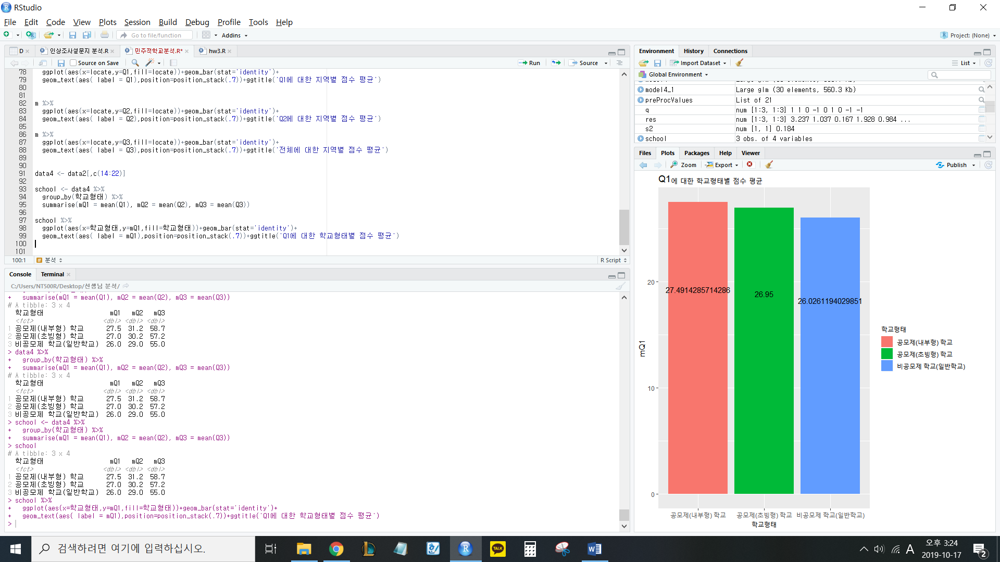 RStudio
File Edit Code View Plots Session Build Debug Profile Tools Help
Go to file/function Addins Project: (None)
D 인상조사설문지 분석.R 민주적학교분석.R* hw3.R
Source on Save Run Source
78 ggplot(aes(x=locate,y=Q1,fill=locate))+geom_bar(stat='identity')+
79 geom_text(aes( label = Q1),position=position_stack(.7))+ggtitle('Q1에 대한 지역별 점수 평균')
80
81
82 m %>%
83 ggplot(aes(x=locate,y=Q2,fill=locate))+geom_bar(stat='identity')+
84 geom_text(aes( label = Q2),position=position_stack(.7))+ggtitle('Q2에 대한 지역별 점수 평균')
85
86 m %>%
87 ggplot(aes(x=locate,y=Q3,fill=locate))+geom_bar(stat='identity')+
88 geom_text(aes( label = Q3),position=position_stack(.7))+ggtitle('전체에 대한 지역별 점수 평균')
89
90
91 data4 <- data2[,c(14:22)]
92
93 school <- data4 %>%
94 group_by(학교형태) %>%
95 summarise(mQ1 = mean(Q1), mQ2 = mean(Q2), mQ3 = mean(Q3))
96
97 school %>%
98 ggplot(aes(x=학교형태,y=mQ1,fill=학교형태))+geom_bar(stat='identity')+
99 geom_text(aes( label = mQ1),position=position_stack(.7))+ggtitle('Q1에 대한 학교형태별 점수 평균')
100
101
100:1 # 분석 R Script
Console Terminal
C:/Users/NT500R/Desktop/선생님 분석/
+ summarise(mQ1 = mean(Q1), mQ2 = mean(Q2), mQ3 = mean(Q3))
# A tibble: 3 x 4
학교형태 mQ1 mQ2 mQ3
<fct> <dbl> <dbl> <dbl>
1 공모제(내부형) 학교 27.5 31.2 58.7
2 공모제(초빙형) 학교 27.0 30.2 57.2
3 비공모제 학교(일반학교) 26.0 29.0 55.0
> data4 %>%
+ group_by(학교형태) %>%
+ summarise(mQ1 = mean(Q1), mQ2 = mean(Q2), mQ3 = mean(Q3))
# A tibble: 3 x 4
학교형태 mQ1 mQ2 mQ3
<fct> <dbl> <dbl> <dbl>
1 공모제(내부형) 학교 27.5 31.2 58.7
2 공모제(초빙형) 학교 27.0 30.2 57.2
3 비공모제 학교(일반학교) 26.0 29.0 55.0
> school <- data4 %>%
+ group_by(학교형태) %>%
+ summarise(mQ1 = mean(Q1), mQ2 = mean(Q2), mQ3 = mean(Q3))
> school
# A tibble: 3 x 4
학교형태 mQ1 mQ2 mQ3
<fct> <dbl> <dbl> <dbl>
1 공모제(내부형) 학교 27.5 31.2 58.7
2 공모제(초빙형) 학교 27.0 30.2 57.2
3 비공모제 학교(일반학교) 26.0 29.0 55.0
> school %>%
+ ggplot(aes(x=학교형태,y=mQ1,fill=학교형태))+geom_bar(stat='identity')+
+ geom_text(aes( label = mQ1),position=position_stack(.7))+ggtitle('Q1에 대한 학교형태별 점수 평균')
>
Environment History Connections
Import Dataset List
Global Environment
model4_1 Large glm (30 elements, 560.3 Kb)
preProcValues List of 21
q num [1:3, 1:3] 1 1 0 -1 0 1 0 -1 -1
res num [1:3, 1:3] 3.237 1.037 0.167 1.928 0.984 ...
s2 num [1, 1] 0.184
school 3 obs. of 4 variables
Files Plots Packages Help Viewer
Zoom Export Publish
Q1에 대한 학교형태별 점수 평균
20
10
0
mQ1
27.4914285714286
26.95
26.0261194029851
공모제(내부형) 학교 공모제(초빙형) 학교 비공모제 학교(일반학교)
학교형태
학교형태
공모제(내부형) 학교
공모제(초빙형) 학교
비공모제 학교(일반학교)
검색하려면 여기에 입력하십시오.
TALK
A
오후 3:24
2019-10-17
2